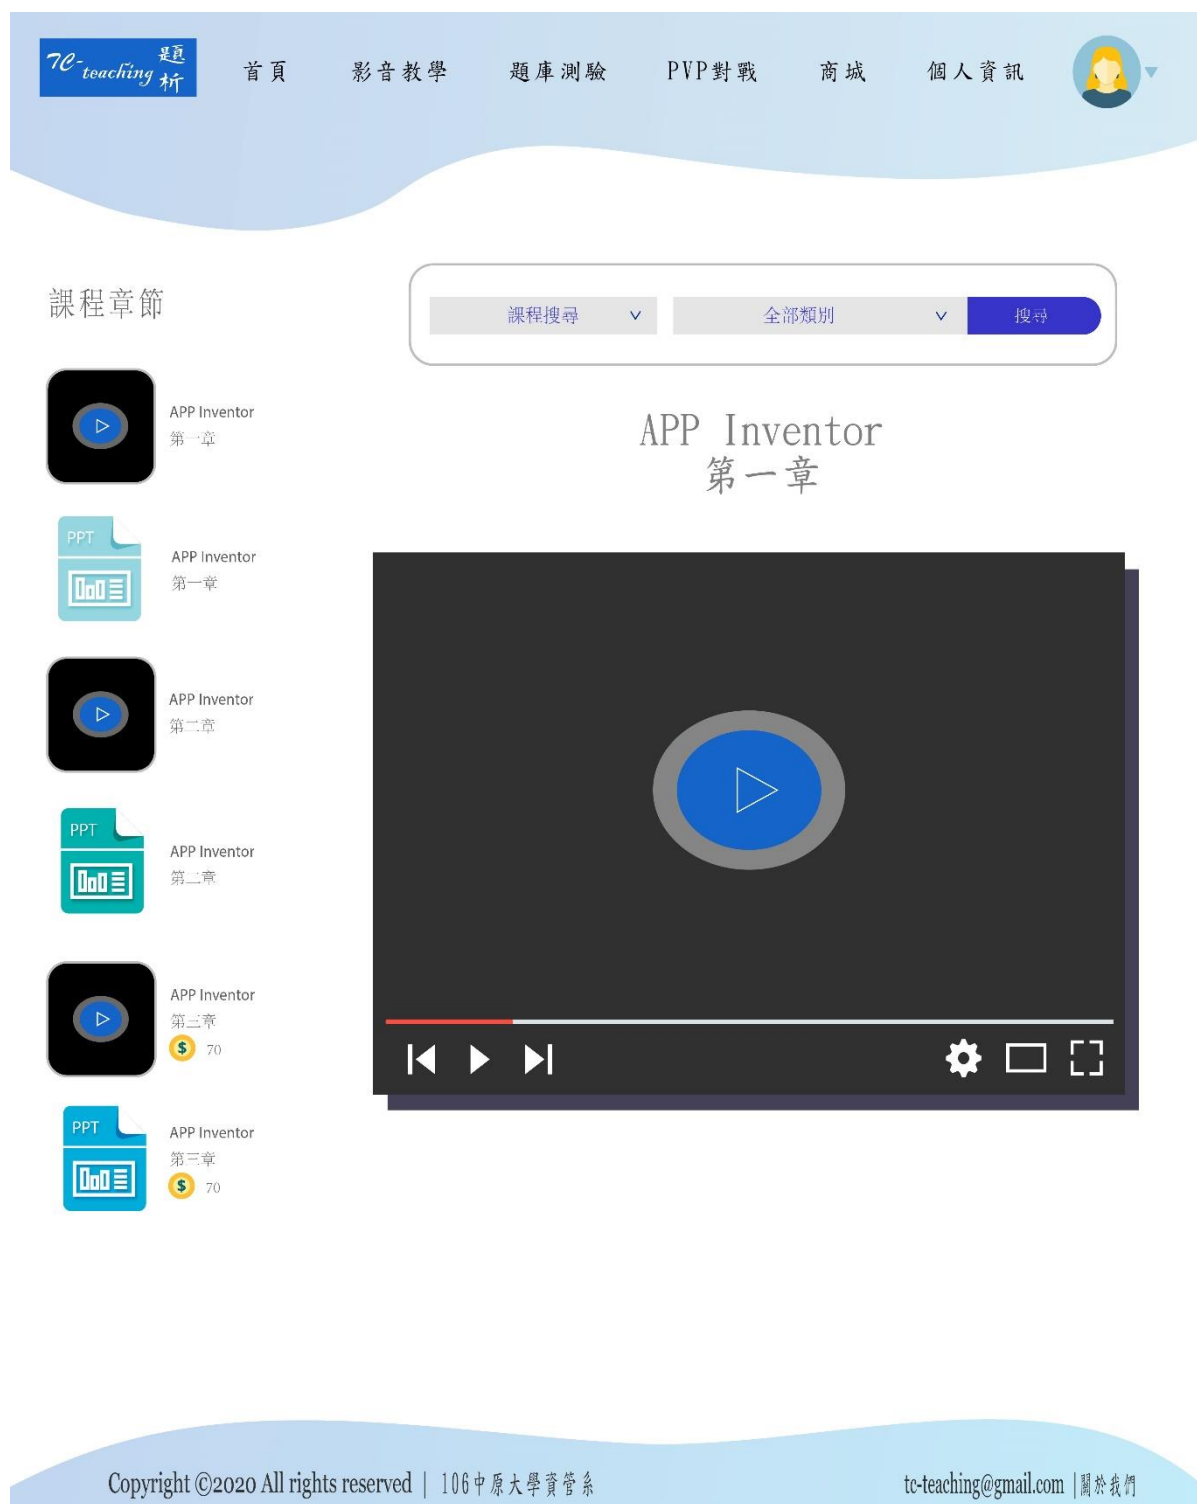 TC-teaching 題析
首頁 影音教學 題庫測驗 PVP對戰 商城 個人資訊
課程章節
課程搜尋 全部類別 搜尋
APP Inventor
第一章
PPT
APP Inventor
第一章
APP Inventor
第二章
PPT
APP Inventor
第二章
APP Inventor
第三章
$ 70
PPT
APP Inventor
第三章
$ 70
APP Inventor
第一章
Copyright ©2020 All rights reserved | 106中原大學資管系
tc-teaching@gmail.com |關於我們